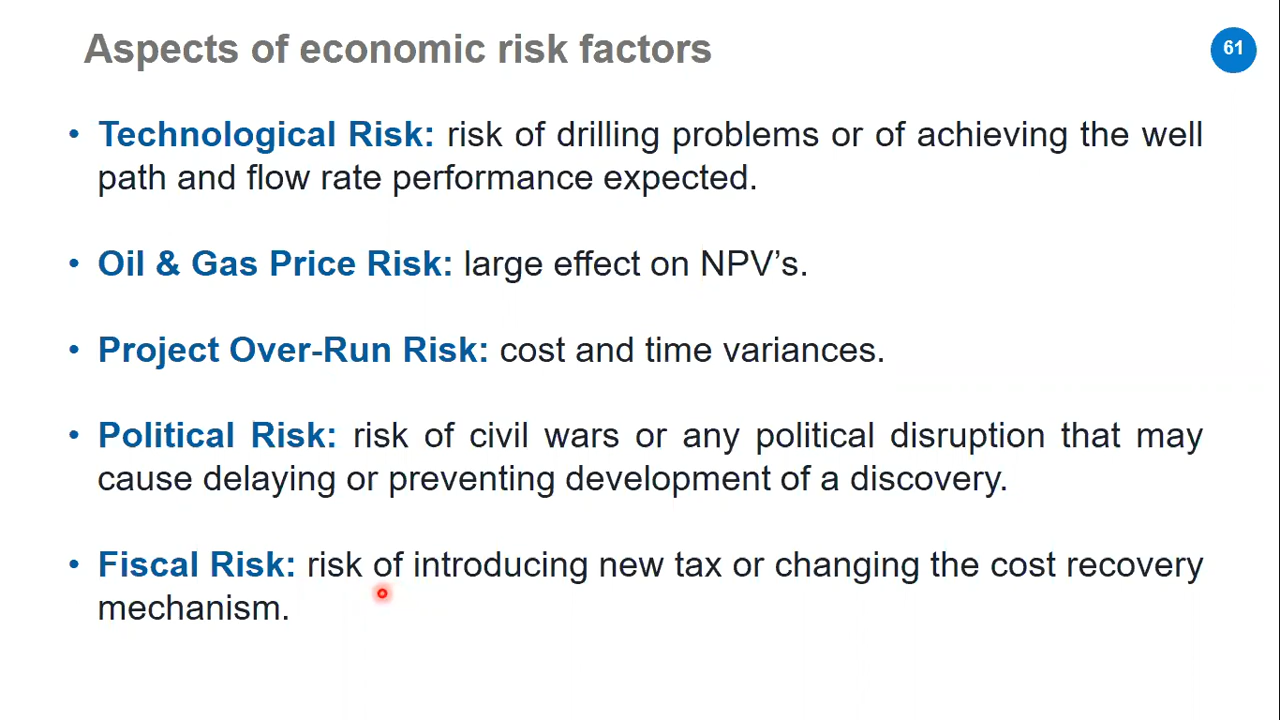 Aspects of economic risk factors
61
• Technological Risk: risk of drilling problems or of achieving the well
path and flow rate performance expected.
• Oil & Gas Price Risk: large effect on NPV’s.
• Project Over-Run Risk: cost and time variances.
• Political Risk: risk of civil wars or any political disruption that may
cause delaying or preventing development of a discovery.
• Fiscal Risk: risk of introducing new tax or changing the cost recovery
mechanism.